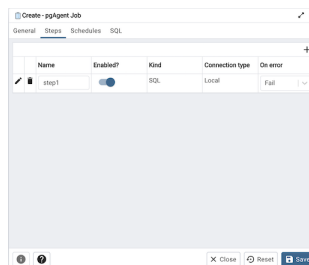 Create - pgAgent Job
General Steps Schedules SQL
Name Enabled? Kind Connection type On error
step1 SQL Local Fail
Close Reset Save